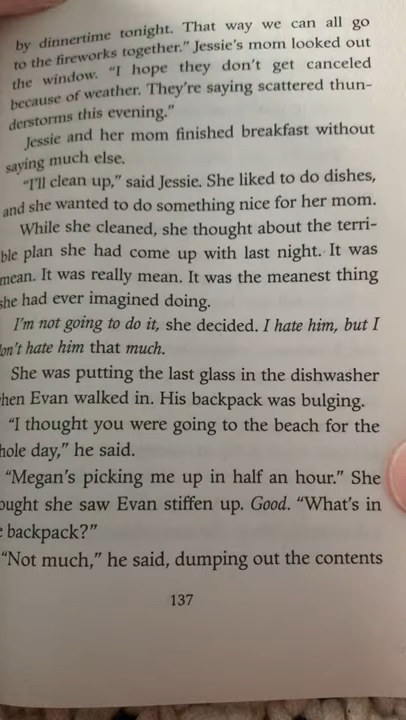 by dinnertime tonight. That way we can all go
to the fireworks together.” Jessie’s mom looked out
the window. “I hope they don’t get canceled
because of weather. They’re saying scattered thun-
derstorms this evening.”
Jessie and her mom finished breakfast without
saying much else.
“I’ll clean up,” said Jessie. She liked to do dishes,
and she wanted to do something nice for her mom.
While she cleaned, she thought about the terri-
ble plan she had come up with last night. It was
mean. It was really mean. It was the meanest thing
she had ever imagined doing.
I’m not going to do it, she decided. I hate him, but I
on’t hate him that much.
She was putting the last glass in the dishwasher
hen Evan walked in. His backpack was bulging.
“I thought you were going to the beach for the
hole day,” he said.
“Megan’s picking me up in half an hour.” She
ought she saw Evan stiffen up. Good. “What’s in
e backpack?”
“Not much,” he said, dumping out the contents
137